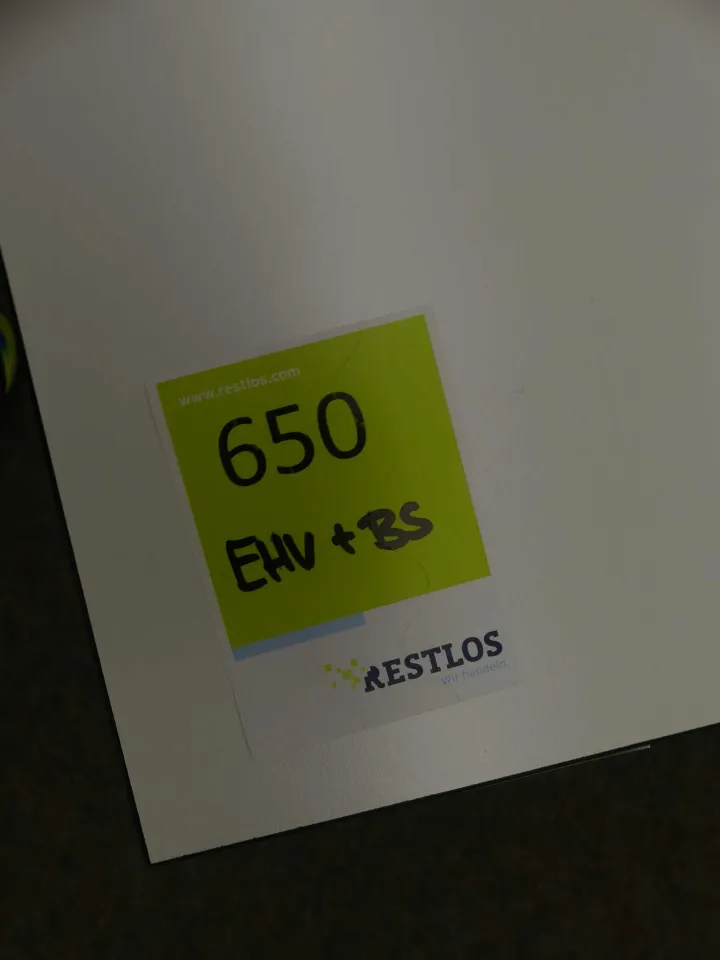 www.restlos.com
650
EHV + BS
RESTLOS
Wir handeln.